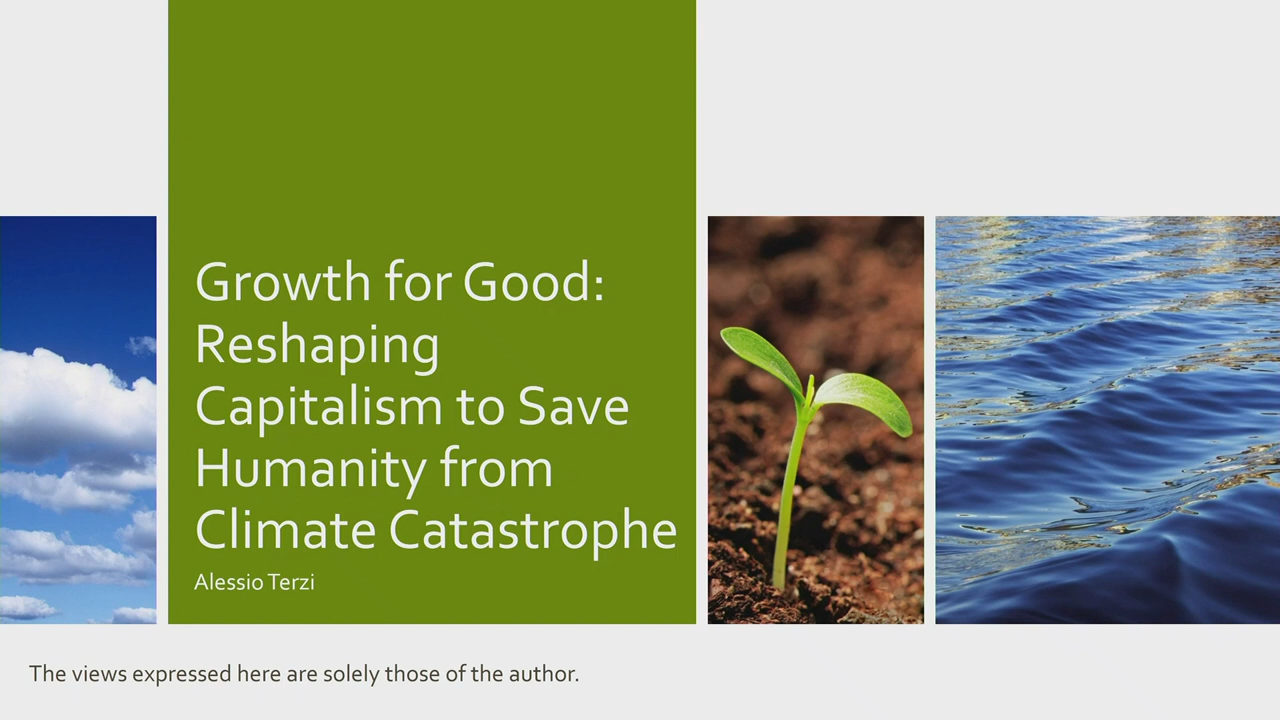 Growth for Good:
Reshaping
Capitalism to Save
Humanity from
Climate Catastrophe
Alessio Terzi
The views expressed here are solely those of the author.